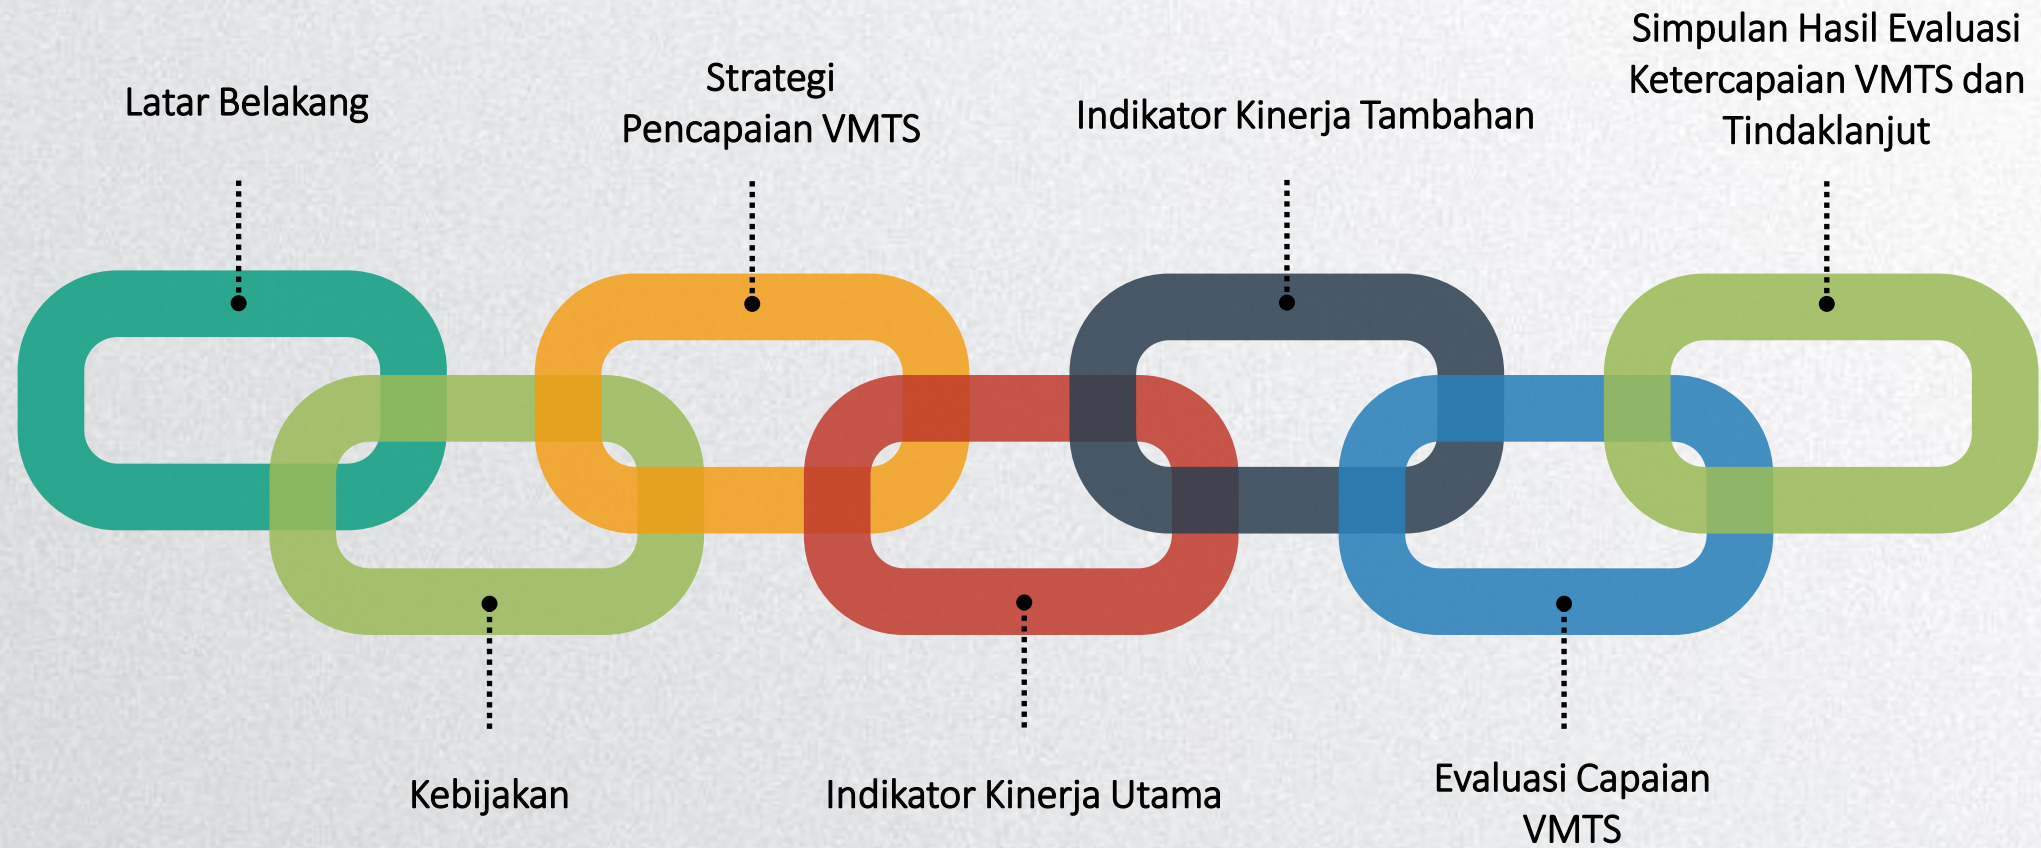 Latar Belakang
Kebijakan
Strategi
Pencapaian VMTS
Indikator Kinerja Utama
Indikator Kinerja Tambahan
Evaluasi Capaian
VMTS
Simpulan Hasil Evaluasi
Ketercapaian VMTS dan
Tindaklanjut